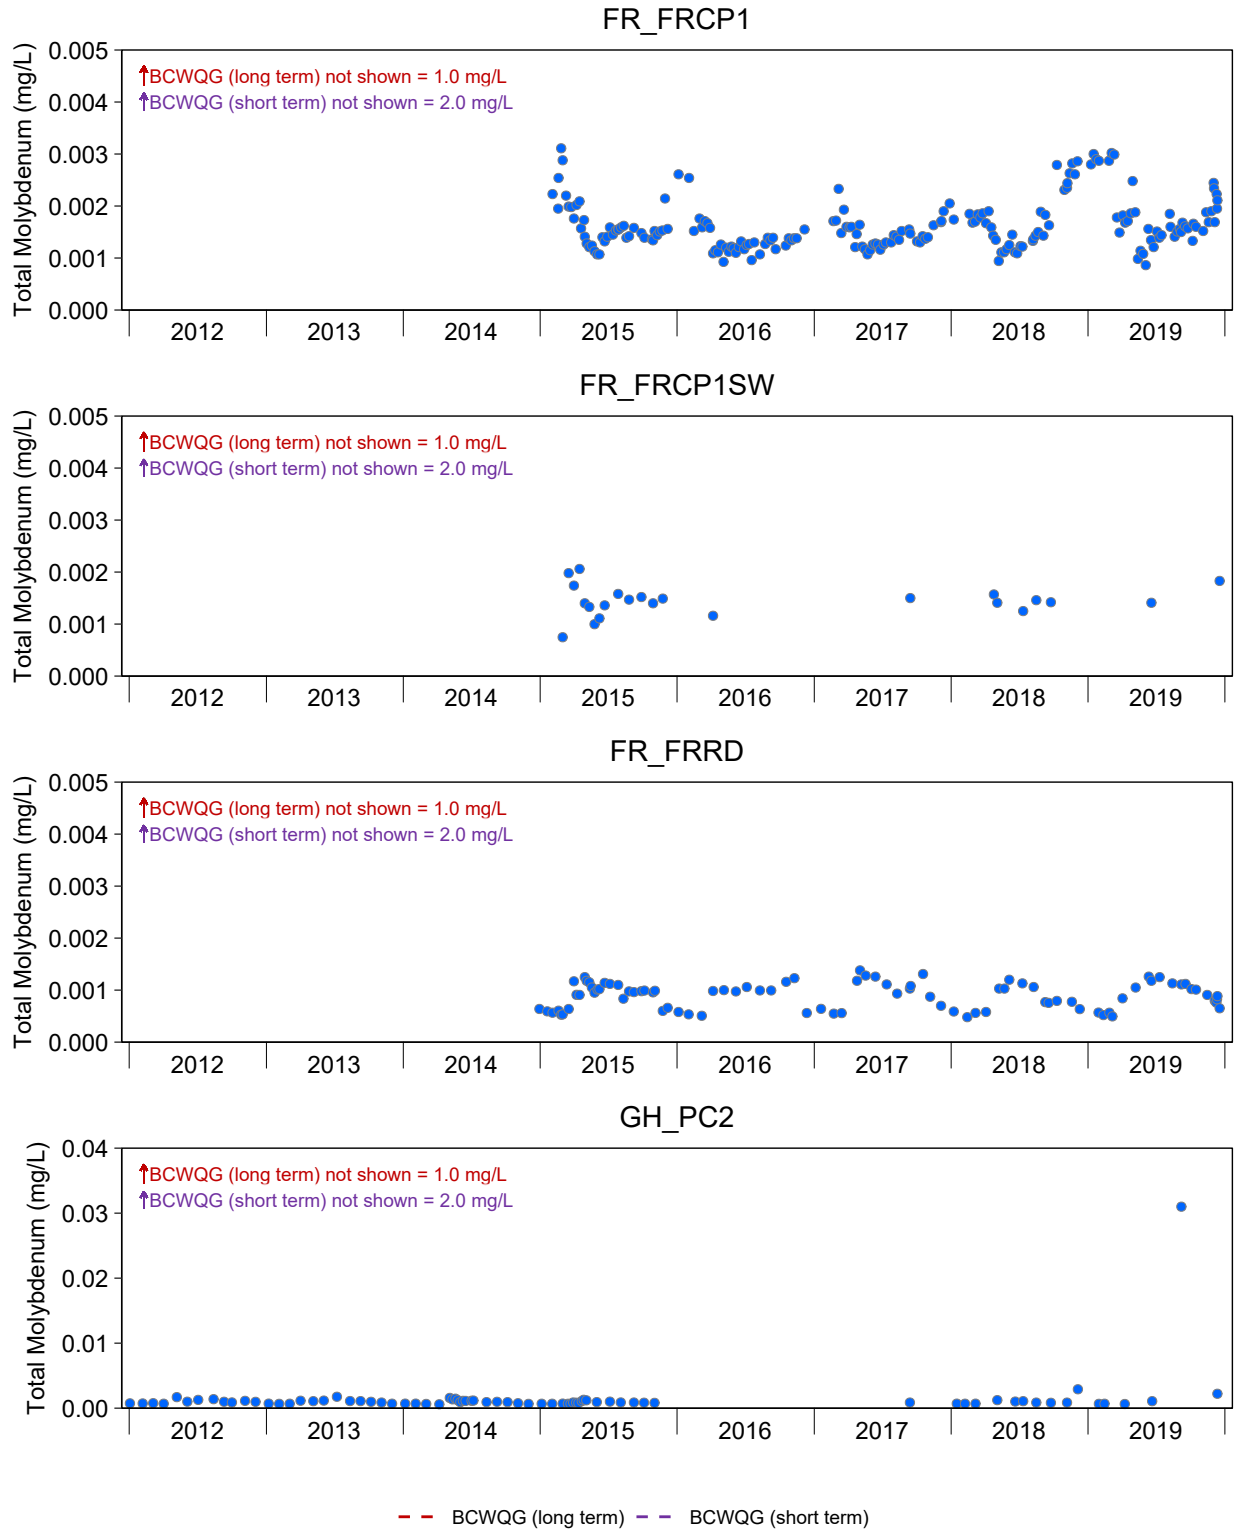 FR_FRCP1
Total Molybdenum (mg/L)
0.005
0.004
0.003
0.002
0.001
0.000
BCWQG (long term) not shown = 1.0 mg/L
BCWQG (short term) not shown = 2.0 mg/L
2012 2013 2014 2015 2016 2017 2018 2019
FR_FRCP1SW
Total Molybdenum (mg/L)
0.005
0.004
0.003
0.002
0.001
0.000
BCWQG (long term) not shown = 1.0 mg/L
BCWQG (short term) not shown = 2.0 mg/L
2012 2013 2014 2015 2016 2017 2018 2019
FR_FRRD
Total Molybdenum (mg/L)
0.005
0.004
0.003
0.002
0.001
0.000
BCWQG (long term) not shown = 1.0 mg/L
BCWQG (short term) not shown = 2.0 mg/L
2012 2013 2014 2015 2016 2017 2018 2019
GH_PC2
Total Molybdenum (mg/L)
0.04
0.03
0.02
0.01
0.00
BCWQG (long term) not shown = 1.0 mg/L
BCWQG (short term) not shown = 2.0 mg/L
2012 2013 2014 2015 2016 2017 2018 2019
BCWQG (long term) BCWQG (short term)